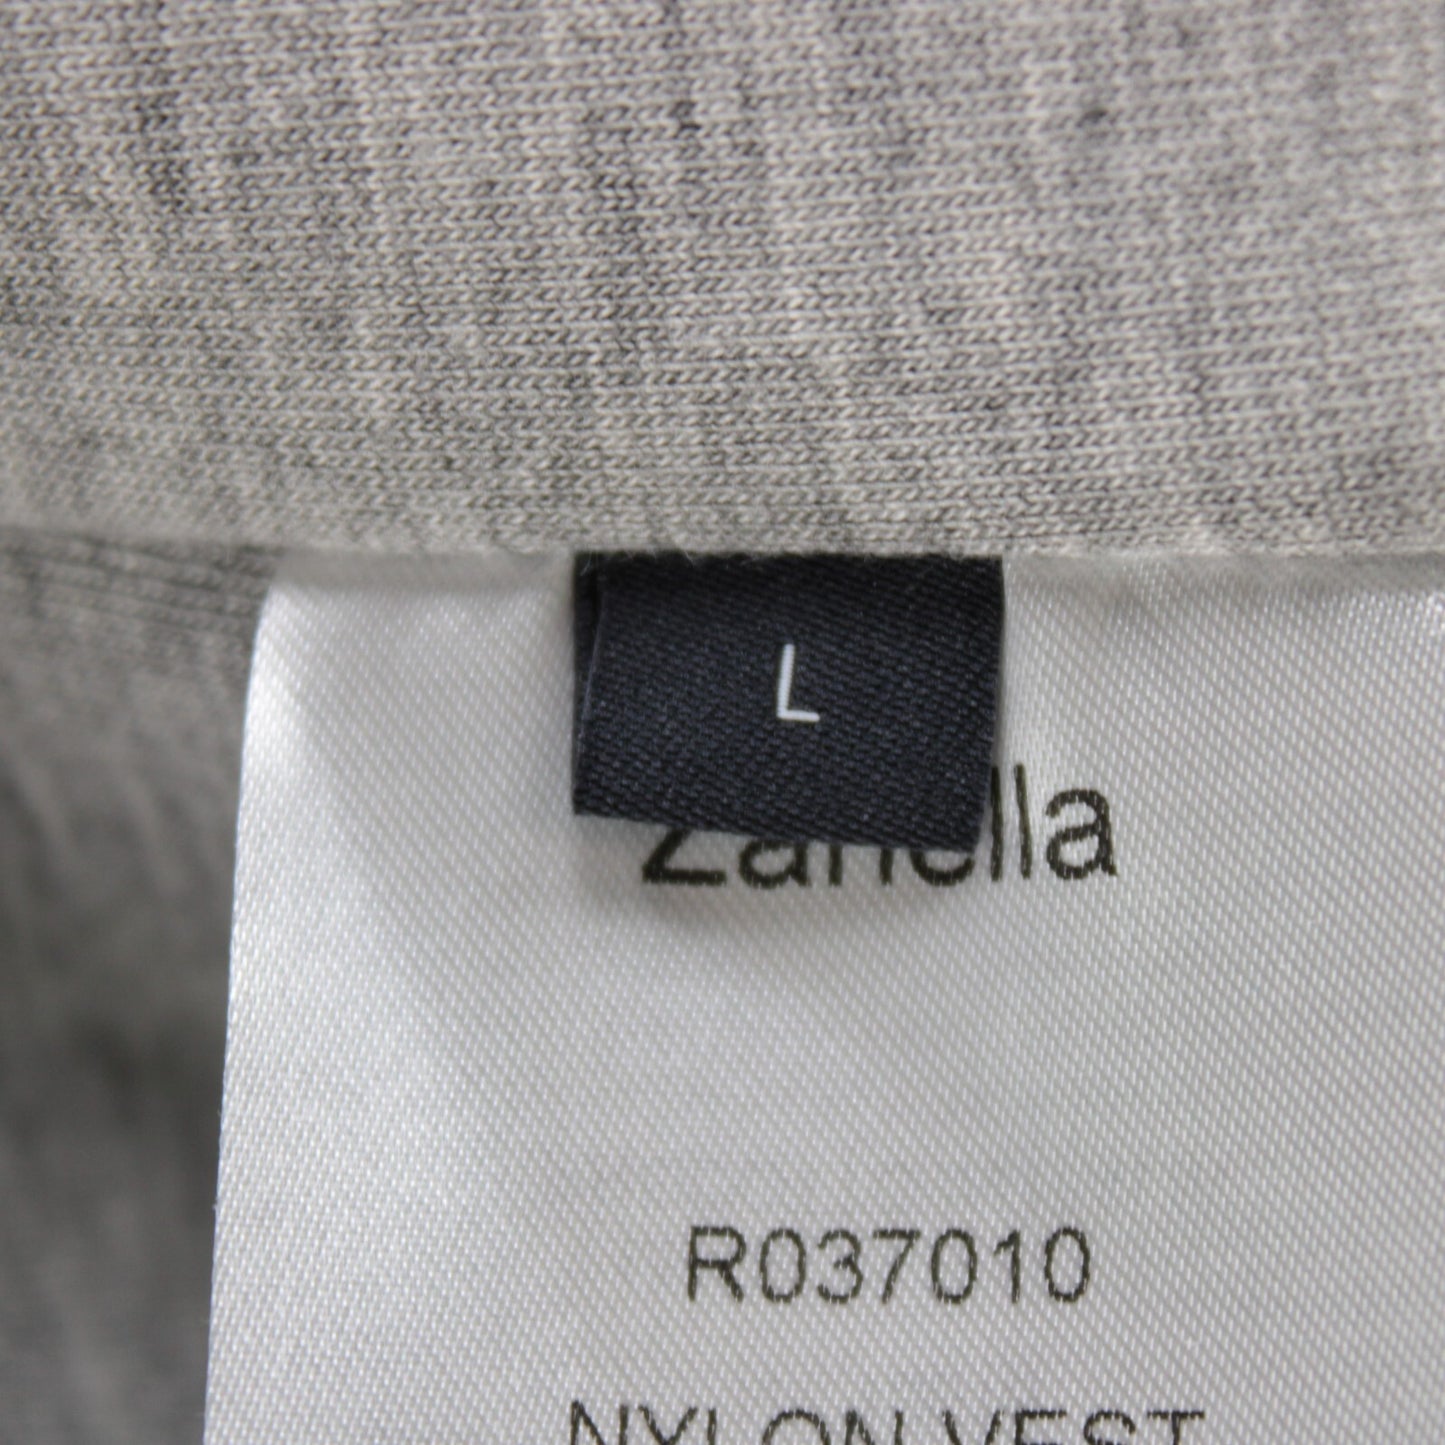 L
Zanella
R037010
NYLON VEST